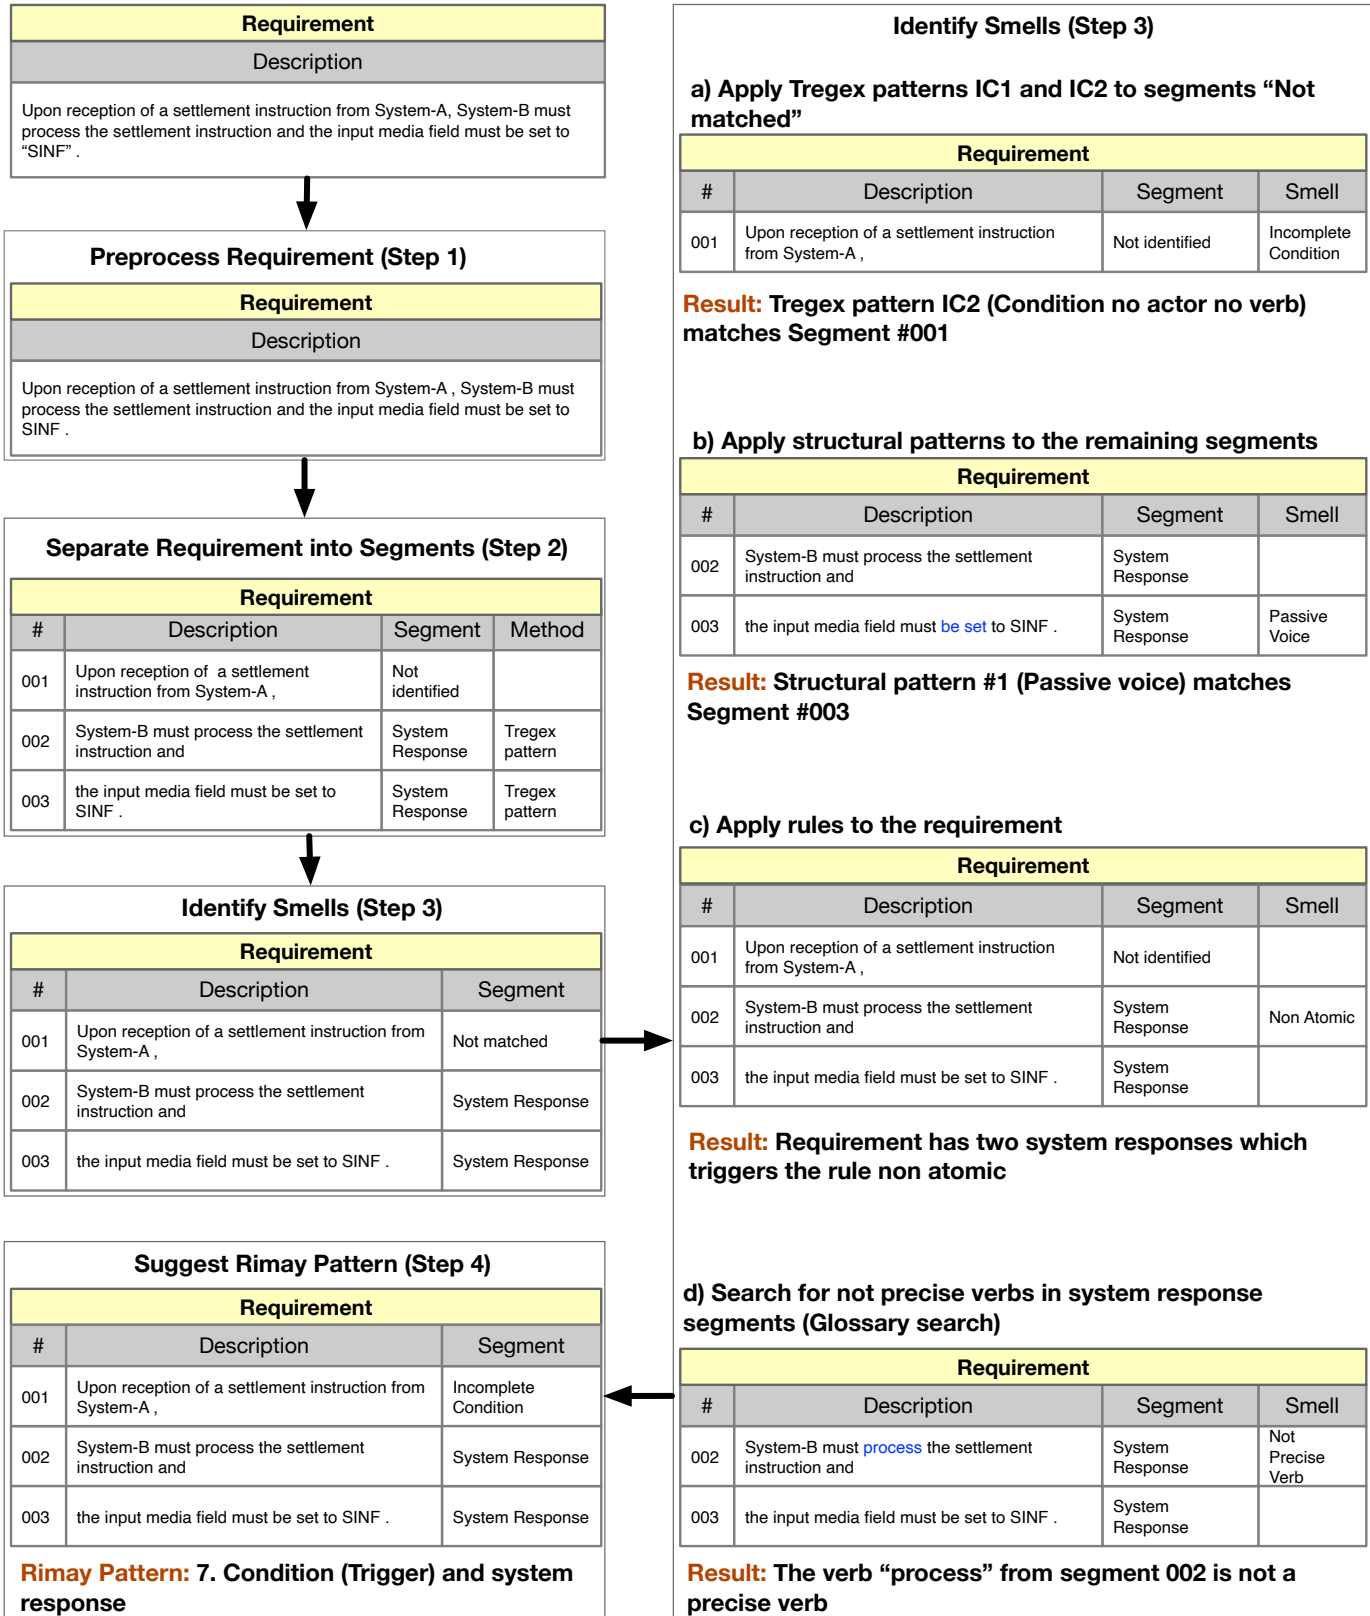 Requirement
Description
Upon reception of a settlement instruction from System-A, System-B must
process the settlement instruction and the input media field must be set to
“SINF” .
Preprocess Requirement (Step 1)
Requirement
Description
Upon reception of a settlement instruction from System-A , System-B must
process the settlement instruction and the input media field must be set to
SINF .
Separate Requirement into Segments (Step 2)
Requirement
# Description Segment Method
001 Upon reception of a settlement
instruction from System-A ,
Not
identified
002 System-B must process the settlement
instruction and
System
Response
Tregex
pattern
003 the input media field must be set to
SINF .
System
Response
Tregex
pattern
Identify Smells (Step 3)
Requirement
# Description Segment
001 Upon reception of a settlement instruction from
System-A ,
Not matched
002 System-B must process the settlement
instruction and
System Response
003 the input media field must be set to SINF . System Response
Suggest Rimay Pattern (Step 4)
Requirement
# Description Segment
001 Upon reception of a settlement instruction from
System-A ,
Incomplete
Condition
002 System-B must process the settlement
instruction and
System Response
003 the input media field must be set to SINF . System Response
Rimay Pattern: 7. Condition (Trigger) and system
response
Identify Smells (Step 3)
a) Apply Tregex patterns IC1 and IC2 to segments “Not
matched”
Requirement
# Description Segment Smell
001 Upon reception of a settlement instruction
from System-A ,
Not identified
Incomplete
Condition
Result: Tregex pattern IC2 (Condition no actor no verb)
matches Segment #001
b) Apply structural patterns to the remaining segments
Requirement
# Description Segment Smell
002 System-B must process the settlement
instruction and
System
Response
003 the input media field must be set to SINF .
System
Response
Passive
Voice
Result: Structural pattern #1 (Passive voice) matches
Segment #003
c) Apply rules to the requirement
Requirement
# Description Segment Smell
001 Upon reception of a settlement instruction
from System-A ,
Not identified
002 System-B must process the settlement
instruction and
System
Response
Non Atomic
003 the input media field must be set to SINF .
System
Response
Result: Requirement has two system responses which
triggers the rule non atomic
d) Search for not precise verbs in system response
segments (Glossary search)
Requirement
# Description Segment Smell
002 System-B must process the settlement
instruction and
System
Response
Not
Precise
Verb
003 the input media field must be set to SINF .
System
Response
Result: The verb “process” from segment 002 is not a
precise verb